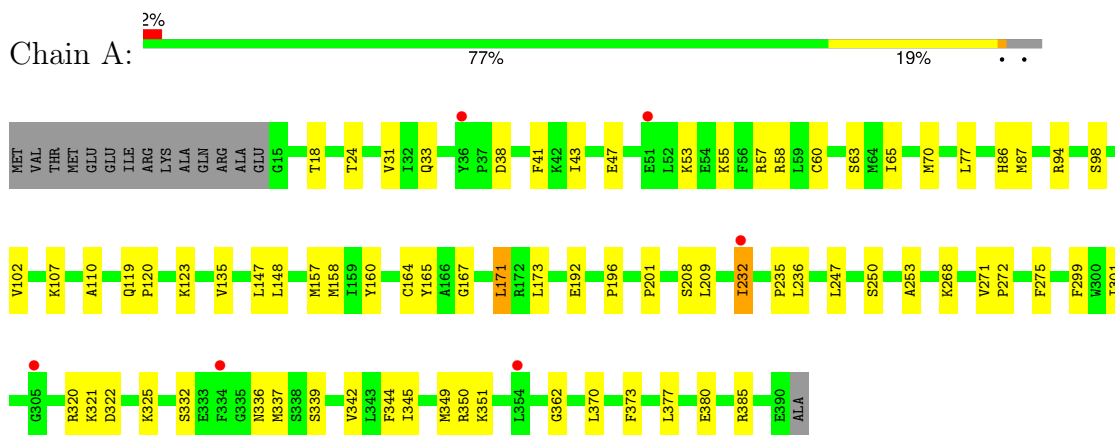 2%
Chain A:
77% 19% • •
MET VAL THR MET GLU GLU ILE ARG LYS ALA GLN ARG ALA GLU G15 T18 T24 V31 I32 Q33 Y36 P37 D38 F41 K42 I43 E47 E51 L52 K53 E54 K55 F56 R57 R58 L59 C60 S63 M64 I65 M70 L77 H86 M87 R94 S98
V102 K107 A110 Q119 P120 K123 V135 L147 L148 M157 M158 I159 Y160 C164 Y165 A166 G167 L171 R172 L173 E192 P196 P201 S208 L209 I232 P235 L236 L247 S250 A253 K268 V271 P272 F275 F299 W300 I301
G305 R320 K321 D322 K325 S332 E333 F334 G335 N336 M337 S338 S339 V342 L343 F344 I345 M349 R350 K351 L354 G362 L370 F373 L377 E380 R385 E390 ALA